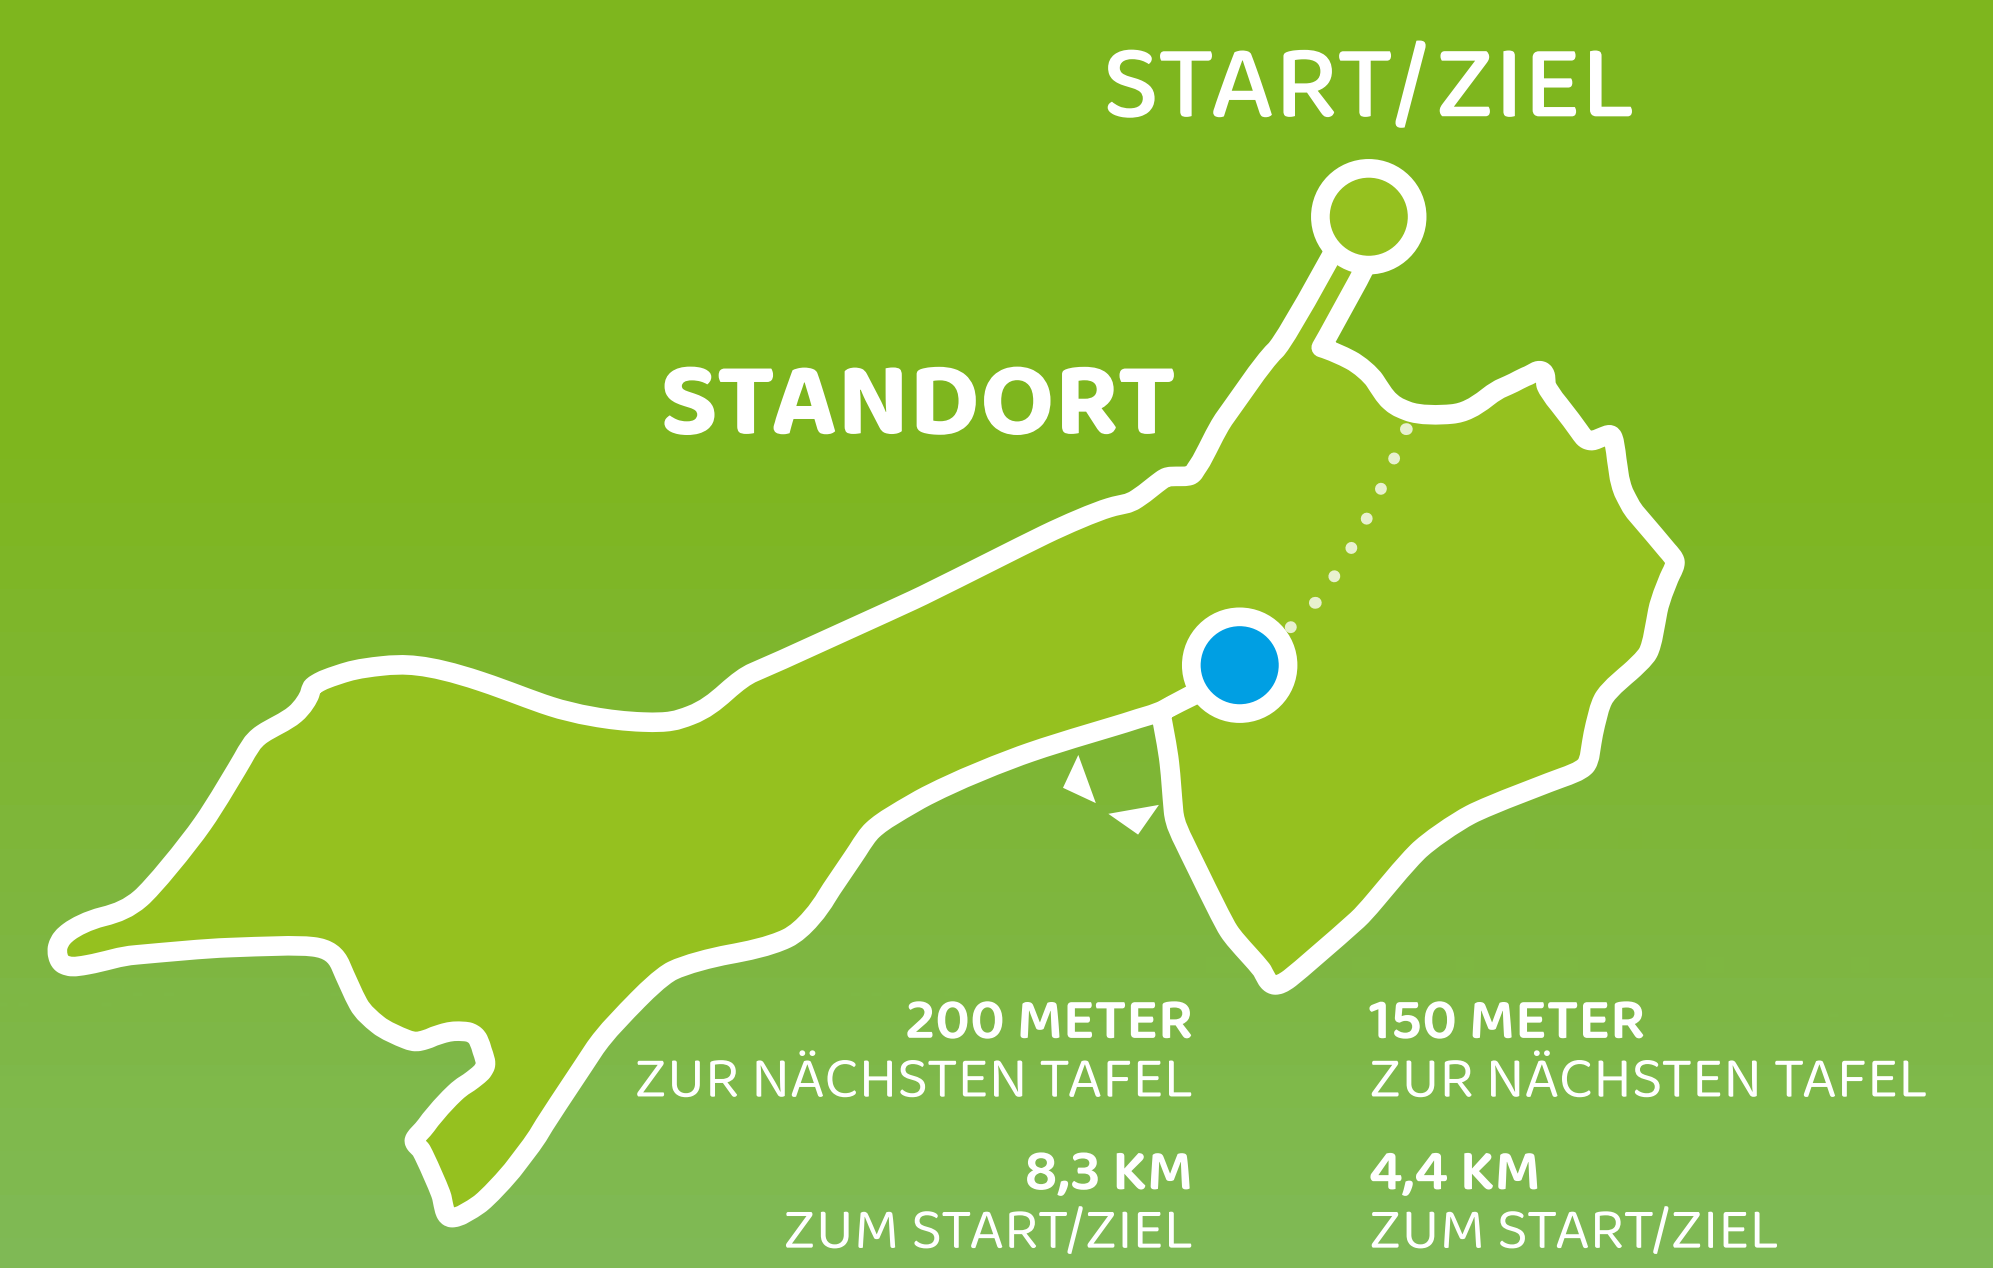 START/ZIEL
STANDORT
200 METER
ZUR NÄCHSTEN TAFEL
8,3 KM
ZUM START/ZIEL
150 METER
ZUR NÄCHSTEN TAFEL
4,4 KM
ZUM START/ZIEL